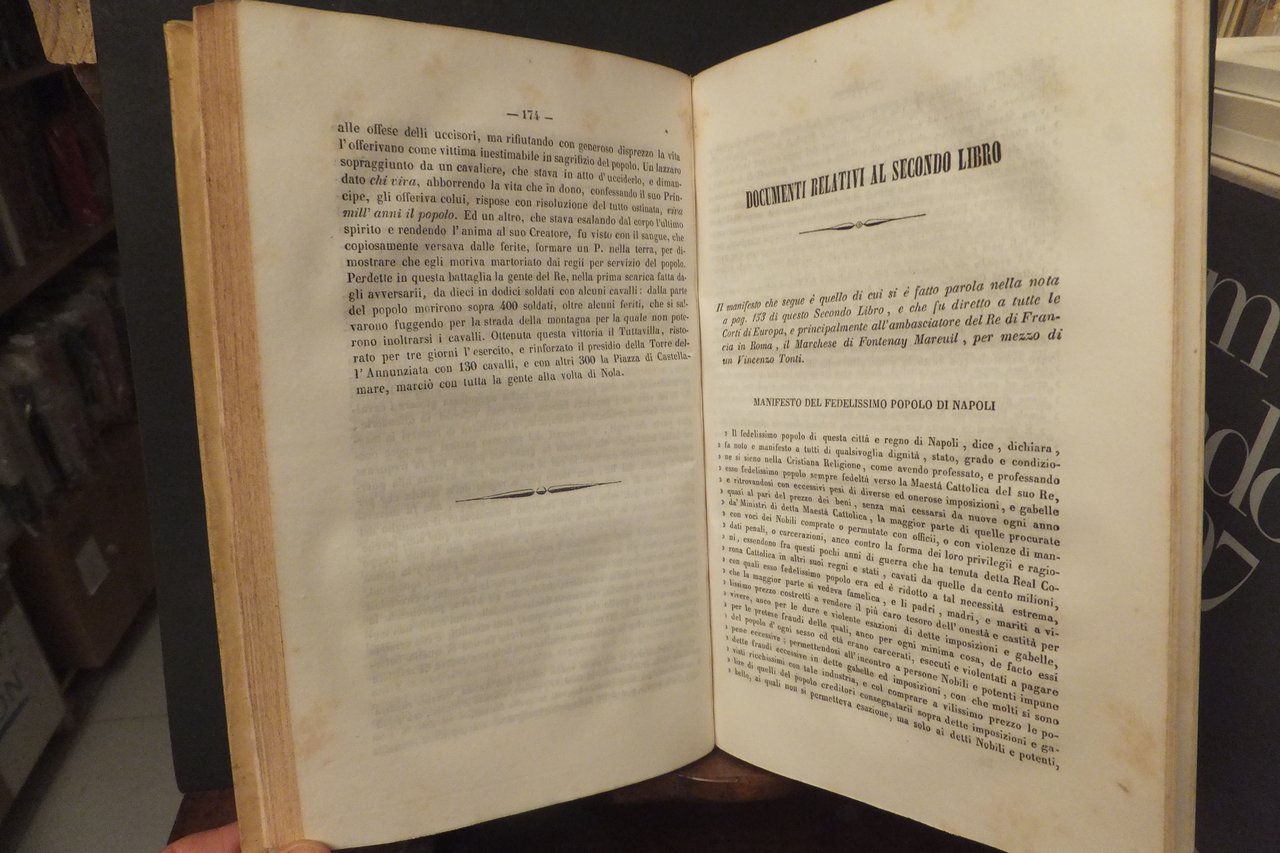 — 174 —
alle offese delli uccisori, ma rifiutando con generoso disprezzo la vita
l'offerivano come vittima inestimabile in sagrifizio del popolo. Un lazzaro
sopraggiunto da un cavaliere, che stava in atto d'ucciderlo, e diman-
dato chi vira, abborrendo la vita che in dono, confessando il suo Prin-
cipe, gli offeriva colui, rispose con risoluzione del tutto ostinata, vira
mill' anni il popolo. Ed un altro, che stava esalando dal corpo l'ultimo
spirito e rendendo l'anima al suo Creatore, fu visto con il sangue, che
copiosamente versava dalle ferite, formare un P. nella terra, per di-
mostrare che egli moriva martoriato dai regii per servizio del popolo.
Perdette in questa battaglia la gente del Re, nella prima scarica fatta da-
gli avversarii, da dieci in dodici soldati con alcuni cavalli: dalla parte
del popolo morirono sopra 400 soldati, oltre alcuni feriti, che si sal-
varono fuggendo per la strada della montagna per la quale non pote-
rono inoltrarsi i cavalli. Ottenuta questa vittoria il Tuttavilla, risto-
rato per tre giorni l'esercito, e rinforzato il presidio della Torre del-
l'Annunziata con 130 cavalli, e con altri 300 la Piazza di Castella-
mare, marciò con tutta la gente alla volta di Nola.
DOCUMENTI RELATIVI AL SECONDO LIBRO
Il manifesto che segue è quello di cui si è fatto parola nella nota
a pag. 153 di questo Secondo Libro, e che fu diretto a tutte le
Corti di Europa, e principalmente all'ambasciatore del Re di Fran-
cia in Roma, il Marchese di Fontenay Mareuil, per mezzo di
un Vincenzo Tonti.
MANIFESTO DEL FEDELISSIMO POPOLO DI NAPOLI
› Il fedelissimo popolo di questa città e regno di Napoli, dice, dichiara,
› fa noto e manifesto a tutti di qualsivoglia dignità, stato, grado e condizio-
› ne si sieno nella Cristiana Religione, come avendo professato, e professando
› esso fedelissimo popolo sempre fedeltà verso la Maestà Cattolica del suo Re,
› e ritrovandosi con eccessivi pesi di diverse ed onerose imposizioni, e gabelle
› quasi al pari del prezzo dei beni, senza mai cessarsi da nuove ogni anno
› da' Ministri di detta Maestà Cattolica, la maggior parte di quelle procurate
› con voci dei Nobili comprate o permutate con officii, o con violenze di man-
› dati penali, o carcerazioni, anco contro la forma dei loro privilegii e ragio-
› ni, essendono fra questi pochi anni di guerra che ha tenuta detta Real Co-
› rona Cattolica in altri suoi regni e stati, cavati da quelle da cento milioni,
› con quali esso fedelissimo popolo era ed è ridotto a tal necessità estrema,
› che la maggior parte si vedeva famelica, e li padri, madri, e mariti a vi-
› lissimo prezzo costretti a vendere il più caro tesoro dell'onestà e castità per
› vivere, anco per le dure e violente esazioni di dette imposizioni e gabelle,
› per le pretese fraudi delle quali, anco per ogni minima cosa, de facto essi
› del popolo d'ogni sesso ed età erano carcerati, esecuti e violentati a pagare
› pene eccessive; permettendosi all'incontro a persone Nobili e potenti impune
› dette fraudi eccessive in dette gabelle ed imposizioni, con che molti si sono
› visti ricchissimi con tale industria, e col comprare a vilissimo prezzo le po-
› lize di quelli del popolo creditori consegnatarii sopra dette imposizioni e ga-
› belle, ai quali non si permetteva esazione, ma solo ai detti Nobili e potenti,